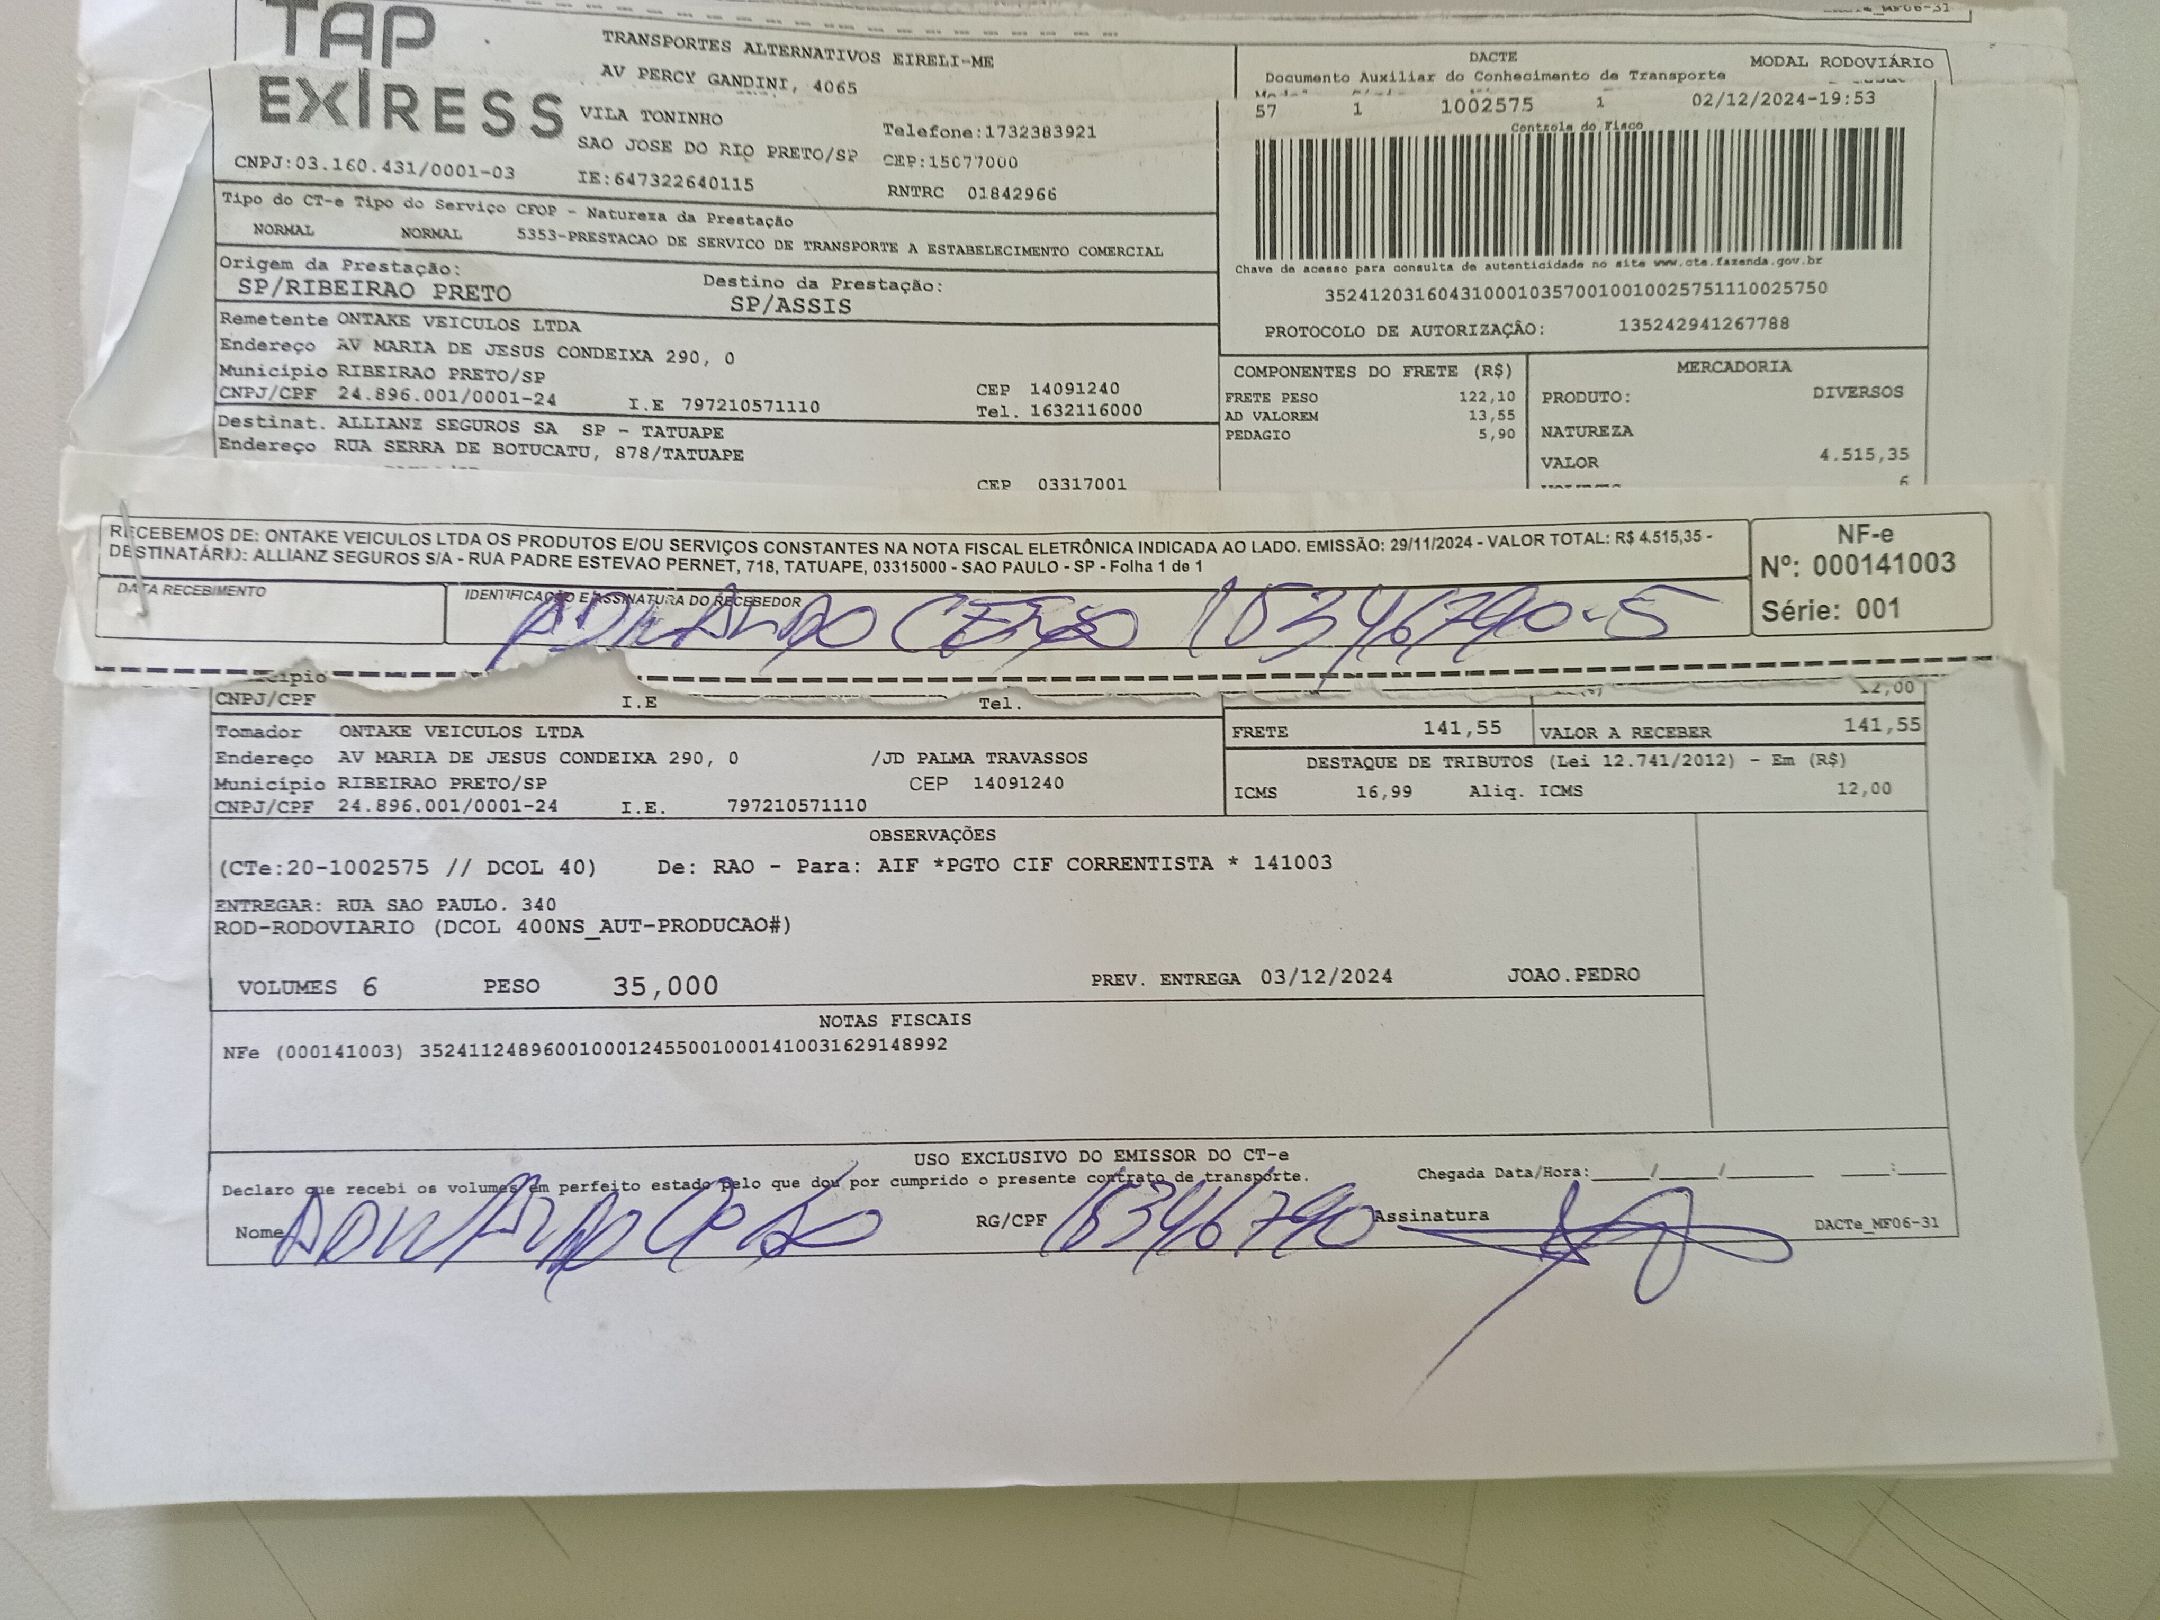 DACTe_MF06-31
TAP
EXPRESS
TRANSPORTES ALTERNATIVOS EIRELI-ME
AV PERCY GANDINI, 4065
VILA TONINHO
SAO JOSE DO RIO PRETO/SP
Telefone:1732383921
CEP:15077000
CNPJ:03.160.431/0001-03
IE:647322640115
RNTRC 01842966
DACTE
MODAL RODOVIÁRIO
Documento Auxiliar do Conhecimento de Transporte
57 1 1002575 1 02/12/2024-19:53
Controle do Fisco
Chave de acesso para consulta de autenticidade no site www.cte.fazenda.gov.br
35241203160431000103570010010025751110025750
PROTOCOLO DE AUTORIZAÇÃO: 135242941267788
Tipo do CT-e Tipo do Serviço CFOP - Natureza da Prestação
NORMAL NORMAL 5353-PRESTACAO DE SERVICO DE TRANSPORTE A ESTABELECIMENTO COMERCIAL
Origem da Prestação: Destino da Prestação:
SP/RIBEIRAO PRETO SP/ASSIS
Remetente ONTAKE VEICULOS LTDA
Endereço AV MARIA DE JESUS CONDEIXA 290, 0
Município RIBEIRAO PRETO/SP CEP 14091240
CNPJ/CPF 24.896.001/0001-24 I.E 797210571110 Tel. 1632116000
Destinat. ALLIANZ SEGUROS SA SP - TATUAPE
Endereço RUA SERRA DE BOTUCATU, 878/TATUAPE
CEP 03317001
COMPONENTES DO FRETE (R$)
FRETE PESO 122,10
AD VALOREM 13,55
PEDAGIO 5,90
MERCADORIA
PRODUTO: DIVERSOS
NATUREZA
VALOR 4.515,35
6
RECEBEMOS DE: ONTAKE VEICULOS LTDA OS PRODUTOS E/OU SERVIÇOS CONSTANTES NA NOTA FISCAL ELETRÔNICA INDICADA AO LADO. EMISSÃO: 29/11/2024 - VALOR TOTAL: R$ 4.515,35 -
DESTINATÁRIO: ALLIANZ SEGUROS S/A - RUA PADRE ESTEVAO PERNET, 718, TATUAPE, 03315000 - SAO PAULO - SP - Folha 1 de 1
DATA RECEBIMENTO
IDENTIFICAÇÃO E ASSINATURA DO RECEBEDOR
NF-e
Nº: 000141003
Série: 001
CNPJ/CPF I.E Tel.
12,00
Tomador ONTAKE VEICULOS LTDA
Endereço AV MARIA DE JESUS CONDEIXA 290, 0 /JD PALMA TRAVASSOS
Município RIBEIRAO PRETO/SP CEP 14091240
CNPJ/CPF 24.896.001/0001-24 I.E. 797210571110
FRETE 141,55 VALOR A RECEBER 141,55
DESTAQUE DE TRIBUTOS (Lei 12.741/2012) - Em (R$)
ICMS 16,99 Aliq. ICMS 12,00
OBSERVAÇÕES
(CTe:20-1002575 // DCOL 40) De: RAO - Para: AIF *PGTO CIF CORRENTISTA * 141003
ENTREGAR: RUA SAO PAULO. 340
ROD-RODOVIARIO (DCOL 400NS_AUT-PRODUCAO#)
VOLUMES 6 PESO 35,000 PREV. ENTREGA 03/12/2024 JOAO.PEDRO
NOTAS FISCAIS
NFe (000141003) 35241124896001000124550010001410031629148992
USO EXCLUSIVO DO EMISSOR DO CT-e
Declaro que recebi os volumes em perfeito estado pelo que dou por cumprido o presente contrato de transporte.
Chegada Data/Hora:____/____/______ ____:____
Nome RG/CPF Assinatura
DACTe_MF06-31